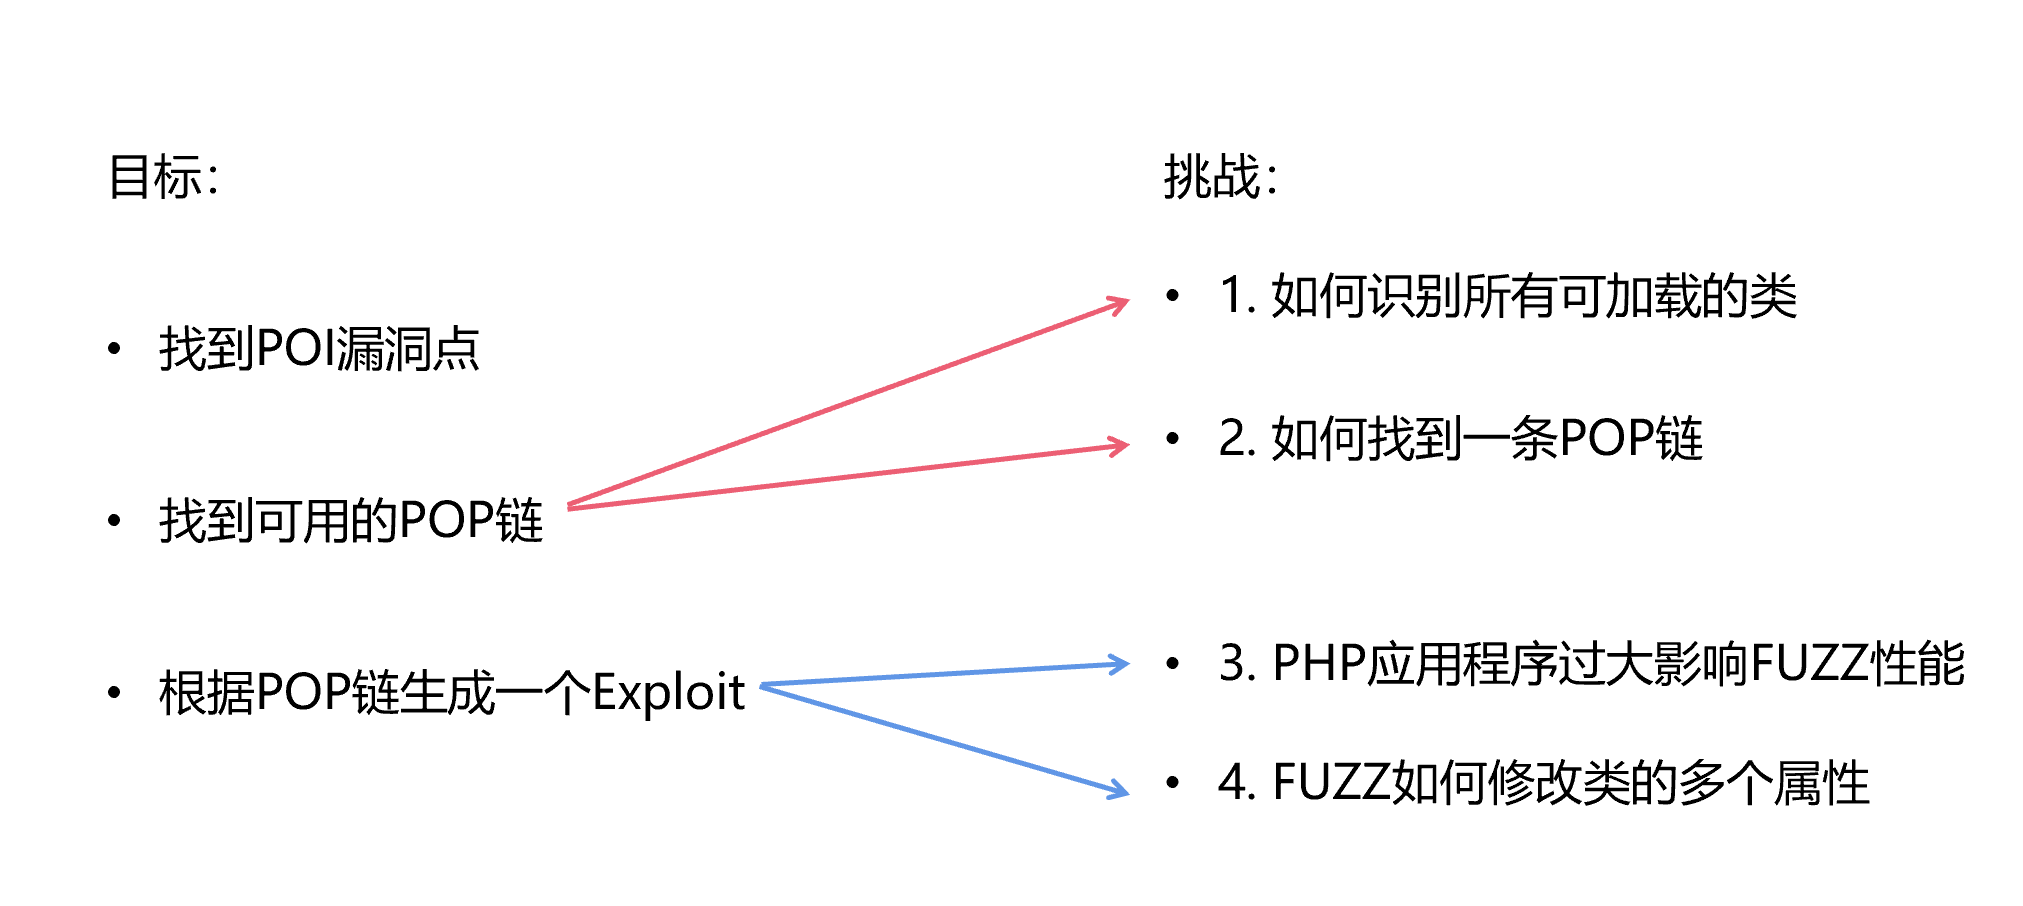 目标：
• 找到POI漏洞点
• 找到可用的POP链
• 根据POP链生成一个Exploit
挑战：
• 1. 如何识别所有可加载的类
• 2. 如何找到一条POP链
• 3. PHP应用程序过大影响FUZZ性能
• 4. FUZZ如何修改类的多个属性